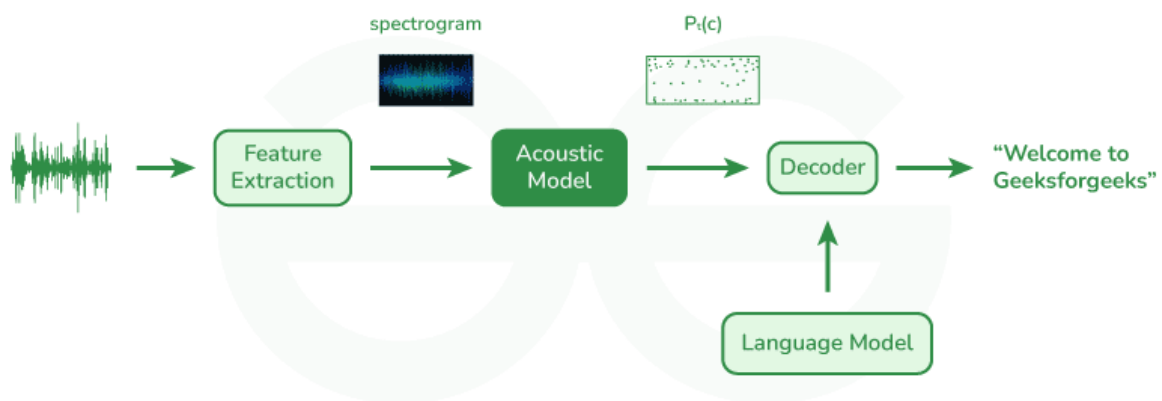 spectrogram
Pₜ(c)
Feature
Extraction
Acoustic
Model
Decoder
“Welcome to
Geeksforgeeks”
Language Model